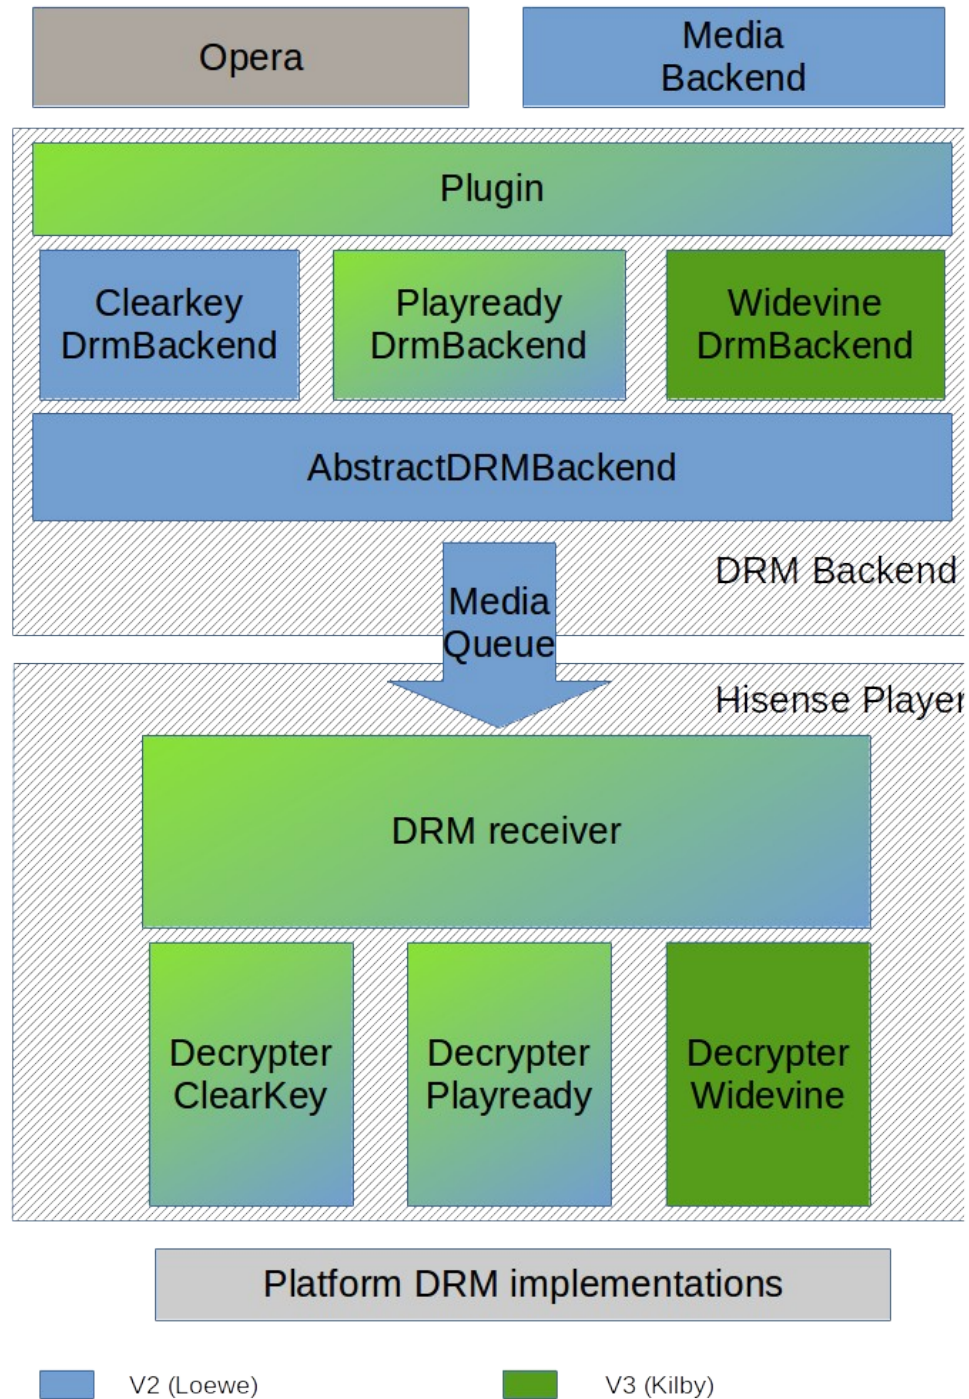 Opera
Media
Backend
Plugin
Clearkey
DrmBackend
Playready
DrmBackend
Widevine
DrmBackend
AbstractDRMBackend
DRM Backend
Media
Queue
Hisense Player
DRM receiver
Decrypter
ClearKey
Decrypter
Playready
Decrypter
Widevine
Platform DRM implementations
V2 (Loewe)
V3 (Kilby)